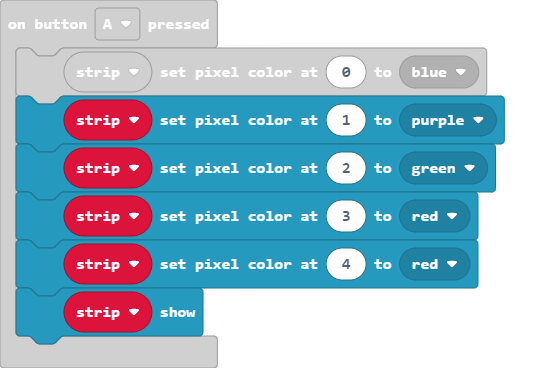 on button A pressed
strip set pixel color at 0 to blue
strip set pixel color at 1 to purple
strip set pixel color at 2 to green
strip set pixel color at 3 to red
strip set pixel color at 4 to red
strip show